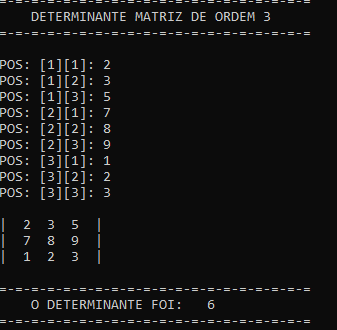 -=-=-=-=-=-=-=-=-=-=-=-=-=-=-=-=-=-=-=
    DETERMINANTE MATRIZ DE ORDEM 3
-=-=-=-=-=-=-=-=-=-=-=-=-=-=-=-=-=-=-=
POS: [1][1]: 2
POS: [1][2]: 3
POS: [1][3]: 5
POS: [2][1]: 7
POS: [2][2]: 8
POS: [2][3]: 9
POS: [3][1]: 1
POS: [3][2]: 2
POS: [3][3]: 3
|  2  3  5  |
|  7  8  9  |
|  1  2  3  |
-=-=-=-=-=-=-=-=-=-=-=-=-=-=-=-=-=-=-=
    O DETERMINANTE FOI:   6
-=-=-=-=-=-=-=-=-=-=-=-=-=-=-=-=-=-=-=